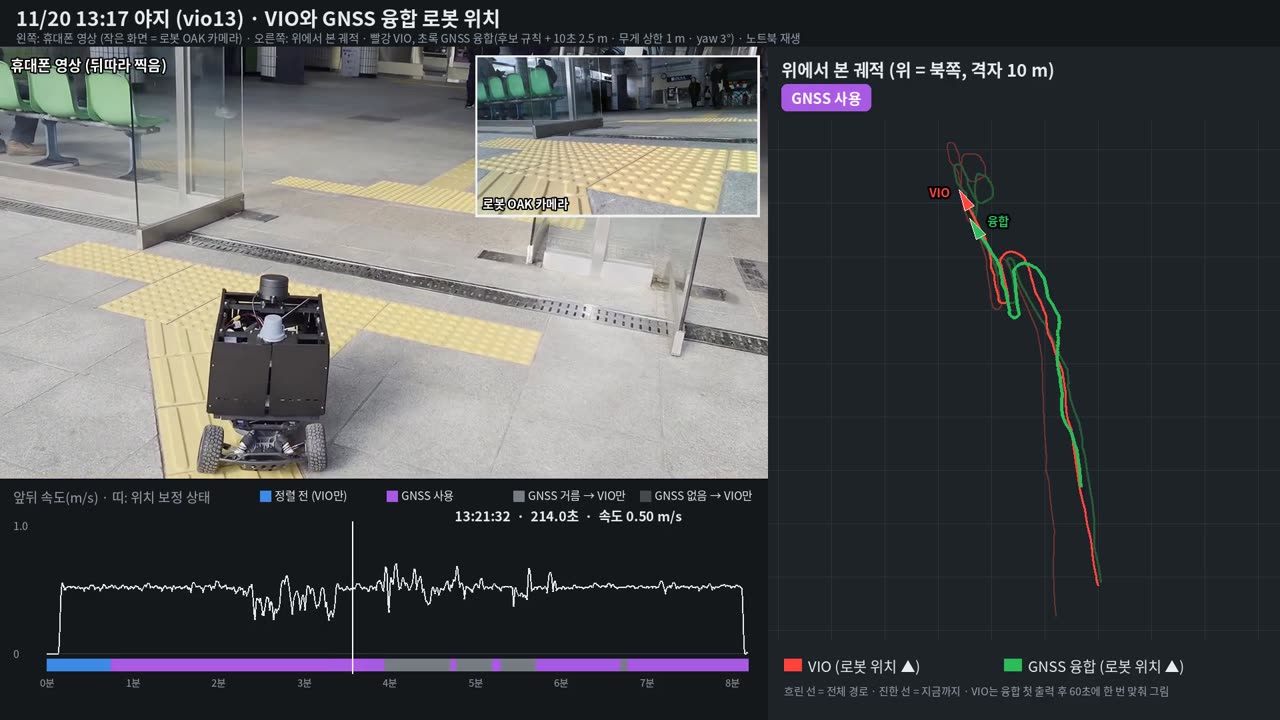 11/20 13:17 야지 (vio13) · VIO와 GNSS 융합 로봇 위치
왼쪽: 휴대폰 영상 (작은 화면 = 로봇 OAK 카메라) · 오른쪽: 위에서 본 궤적 · 빨강 VIO, 초록 GNSS 융합(후보 규칙 + 10초 2.5 m · 무게 상한 1 m · yaw 3°) · 노트북 재생
휴대폰 영상 (뒤따라 찍음)
로봇 OAK 카메라
위에서 본 궤적 (위 = 북쪽, 격자 10 m)
GNSS 사용
VIO
융합
앞뒤 속도(m/s) · 띠: 위치 보정 상태
정렬 전 (VIO만)
GNSS 사용
GNSS 거름 → VIO만
GNSS 없음 → VIO만
13:21:32 · 214.0초 · 속도 0.50 m/s
1.0
0
0분 1분 2분 3분 4분 5분 6분 7분 8분
VIO (로봇 위치 ▲)
GNSS 융합 (로봇 위치 ▲)
흐린 선 = 전체 경로 · 진한 선 = 지금까지 · VIO는 융합 첫 출력 후 60초에 한 번 맞춰 그림